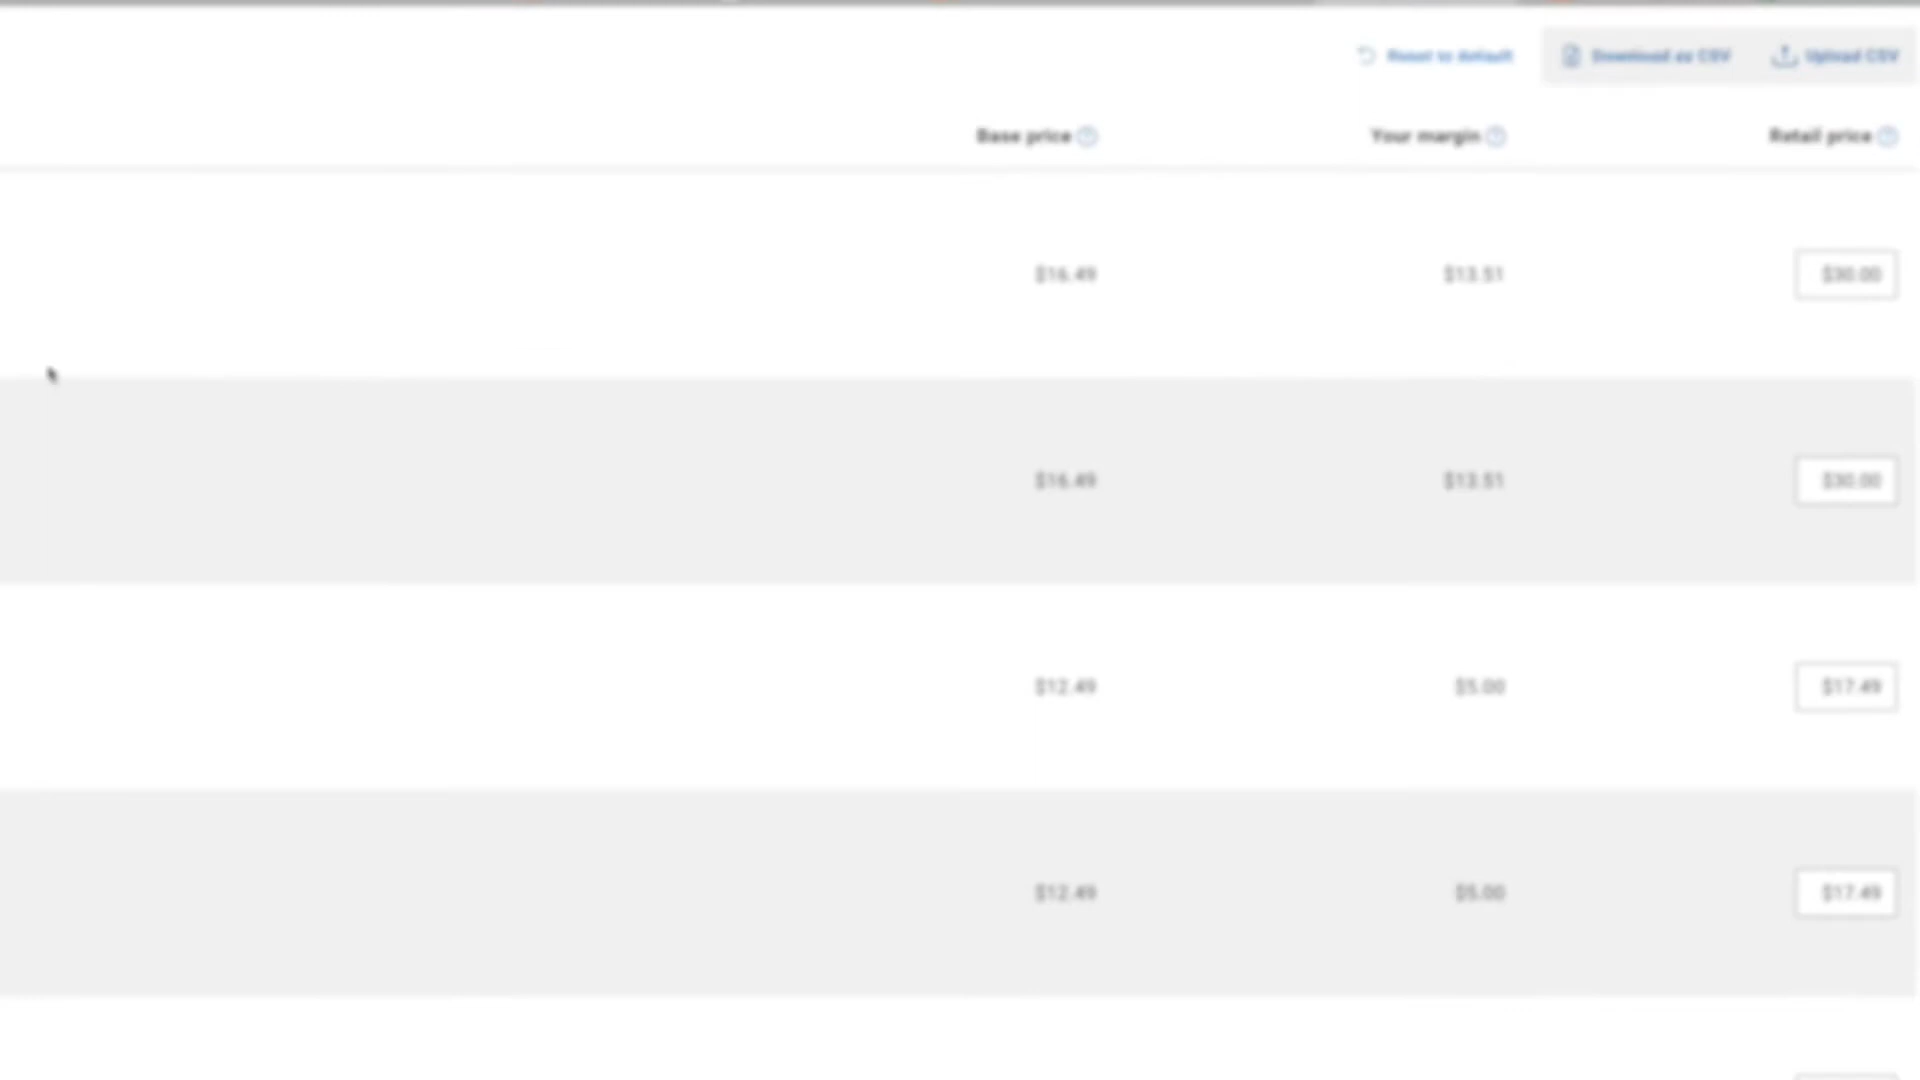 Reset to default Download as CSV Upload CSV
Base price Your margin Retail price
$16.49 $13.51 $30.00
$16.49 $13.51 $30.00
$12.49 $5.00 $17.49
$12.49 $5.00 $17.49